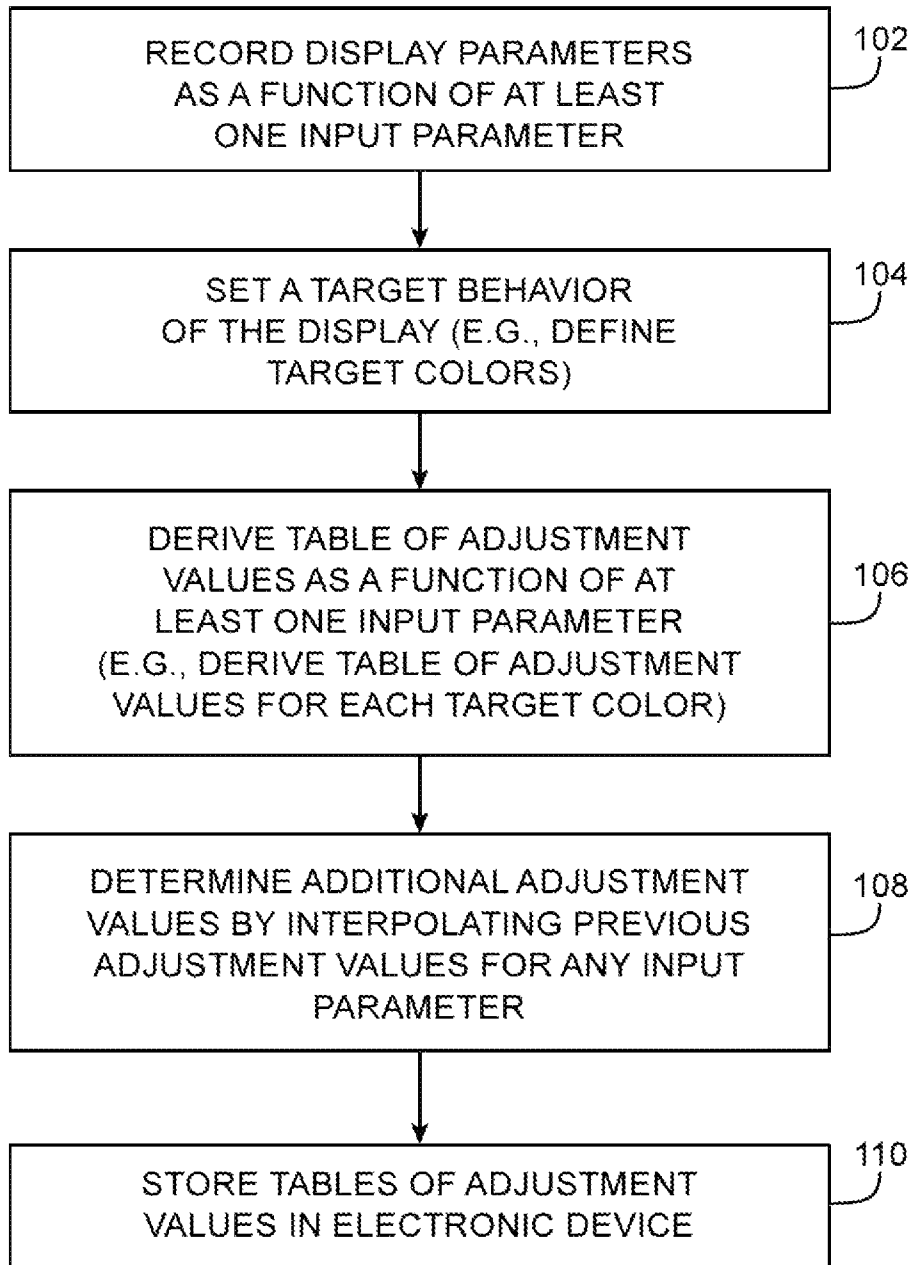 RECORD DISPLAY PARAMETERS
AS A FUNCTION OF AT LEAST
ONE INPUT PARAMETER
102
SET A TARGET BEHAVIOR
OF THE DISPLAY (E.G., DEFINE
TARGET COLORS)
104
DERIVE TABLE OF ADJUSTMENT
VALUES AS A FUNCTION OF AT
LEAST ONE INPUT PARAMETER
(E.G., DERIVE TABLE OF ADJUSTMENT
VALUES FOR EACH TARGET COLOR)
106
DETERMINE ADDITIONAL ADJUSTMENT
VALUES BY INTERPOLATING PREVIOUS
ADJUSTMENT VALUES FOR ANY INPUT
PARAMETER
108
STORE TABLES OF ADJUSTMENT
VALUES IN ELECTRONIC DEVICE
110